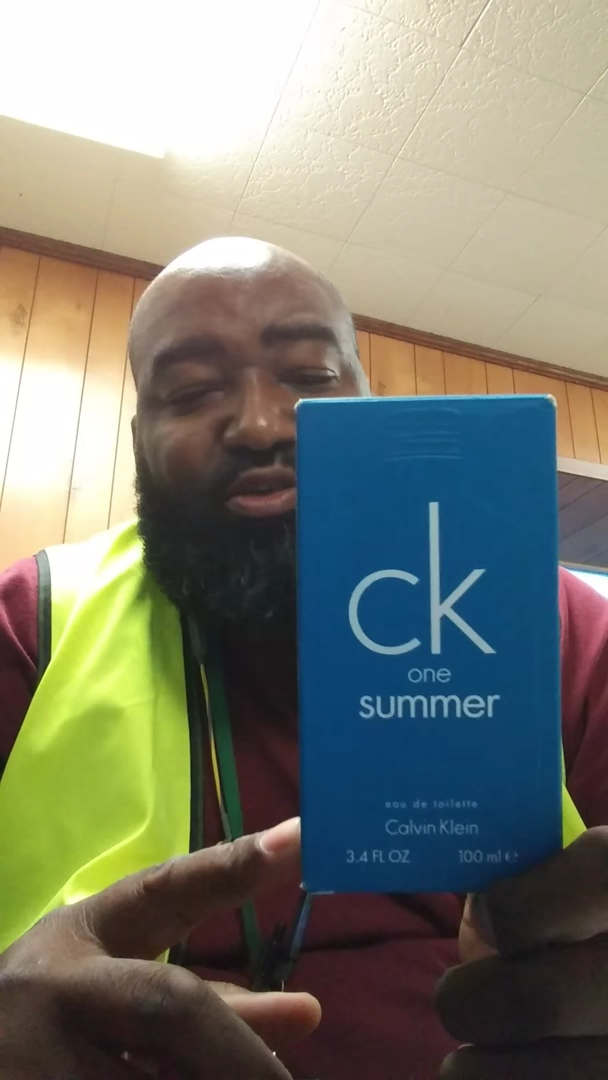 ck
one
summer
eau de toilette
Calvin Klein
3.4 FL OZ 100 ml ℮